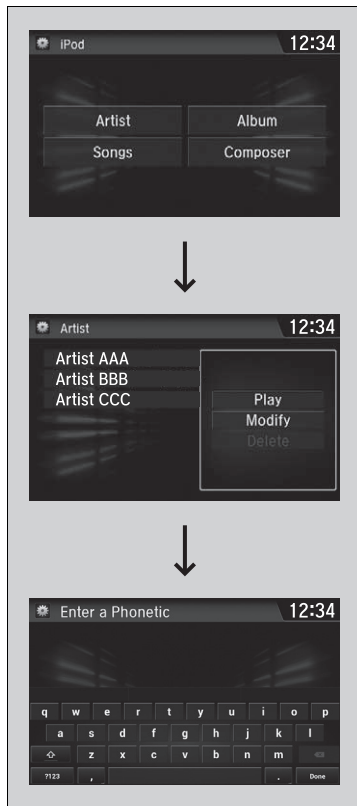 iPod 12:34
Artist Album
Songs Composer
Artist 12:34
Artist AAA
Artist BBB
Artist CCC
Play
Modify
Delete
Enter a Phonetic 12:34
q w e r t y u i o p
a s d f g h j k l
z x c v b n m
?123 , . Done